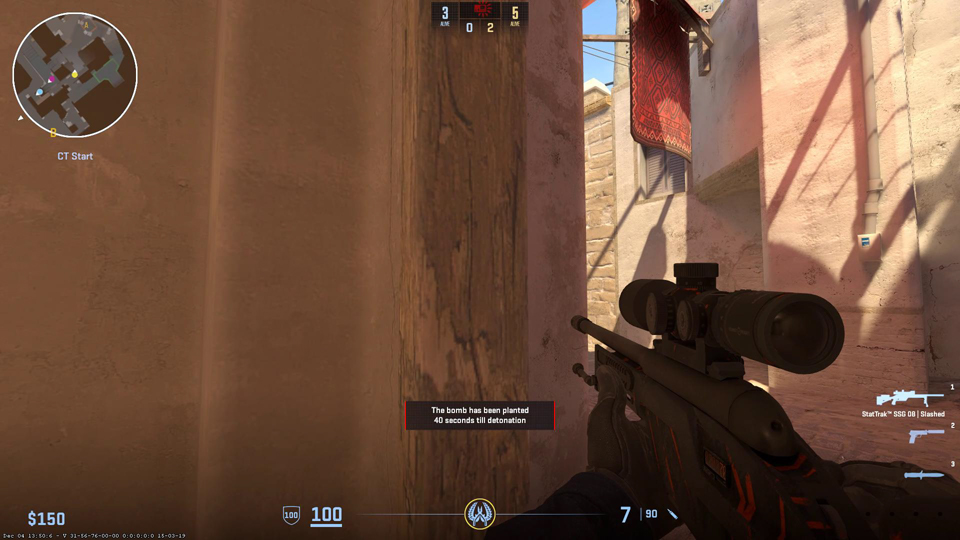 3 5
ALIVE ALIVE
0 2
A
B
CT Start
The bomb has been planted
40 seconds till detonation
1
StatTrak™ SSG 08 | Slashed
2
3
$150
100 100
7 | 90